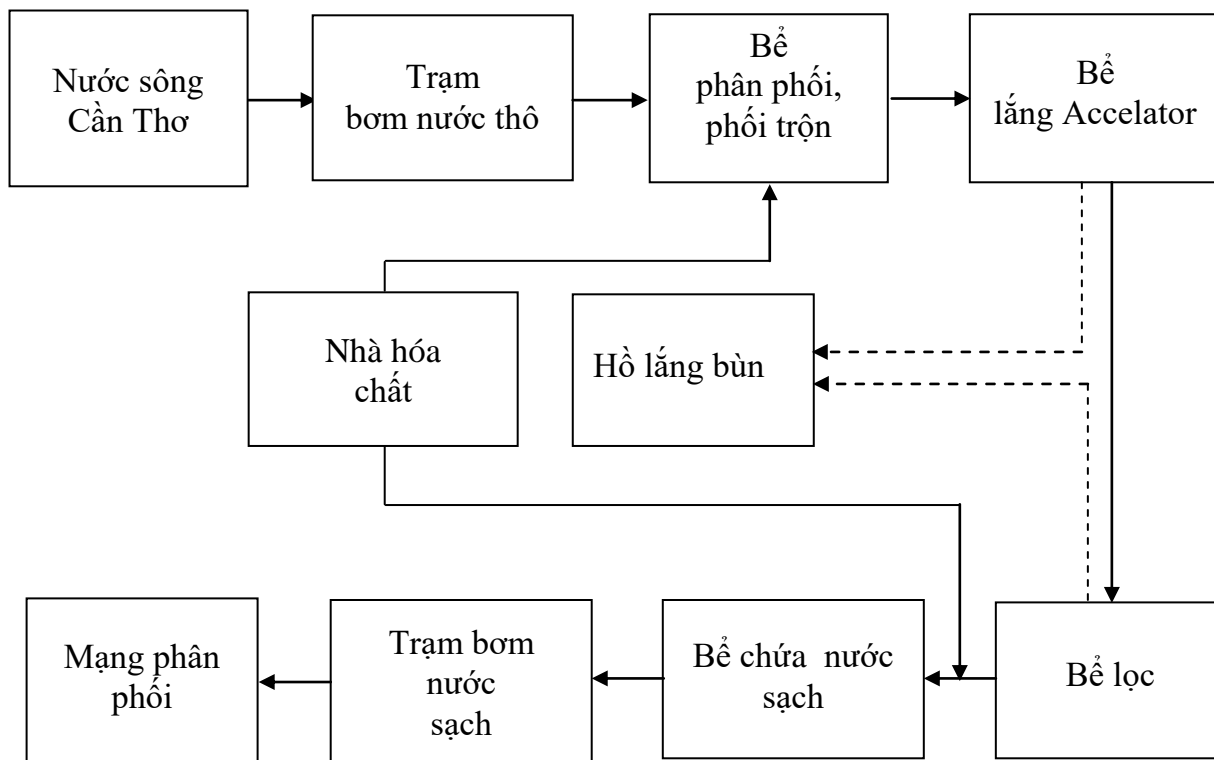 Nước sông
Cần Thơ
Trạm
bơm nước thô
Bể
phân phối,
phối trộn
Bể
lắng Accelator
Nhà hóa
chất
Hồ lắng bùn
Mạng phân
phối
Trạm bơm
nước
sạch
Bể chứa nước
sạch
Bể lọc